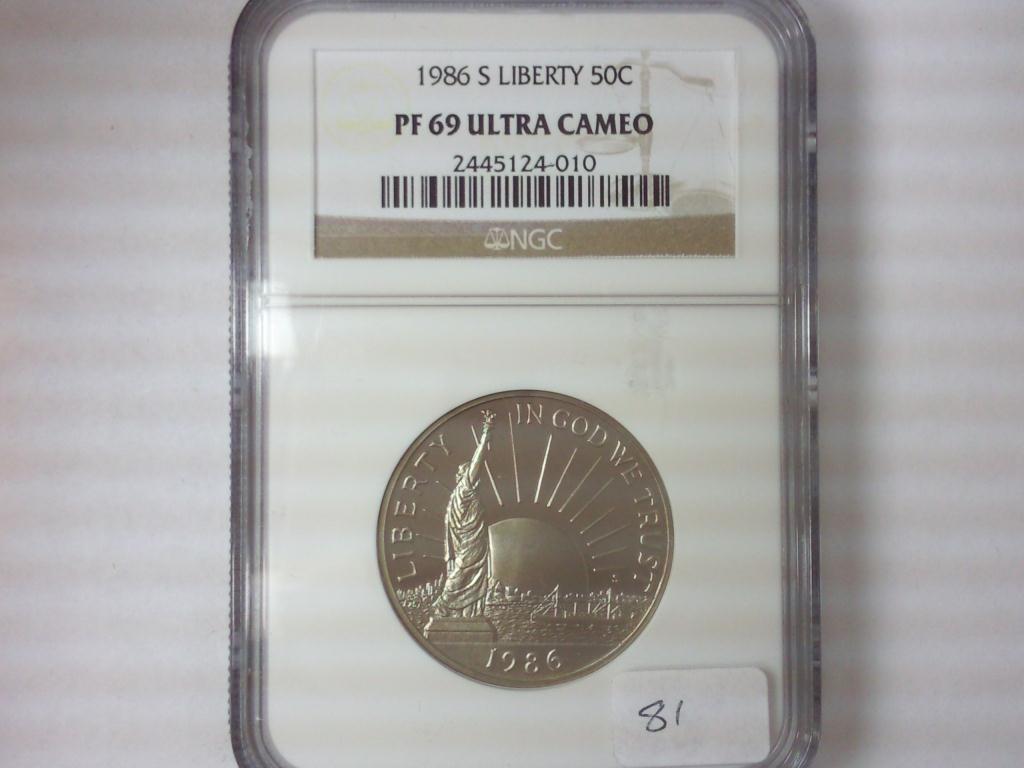 1986 S LIBERTY 50C
PF 69 ULTRA CAMEO
2445124-010
NGC
LIBERTY
IN GOD WE TRUST
S
1986
81